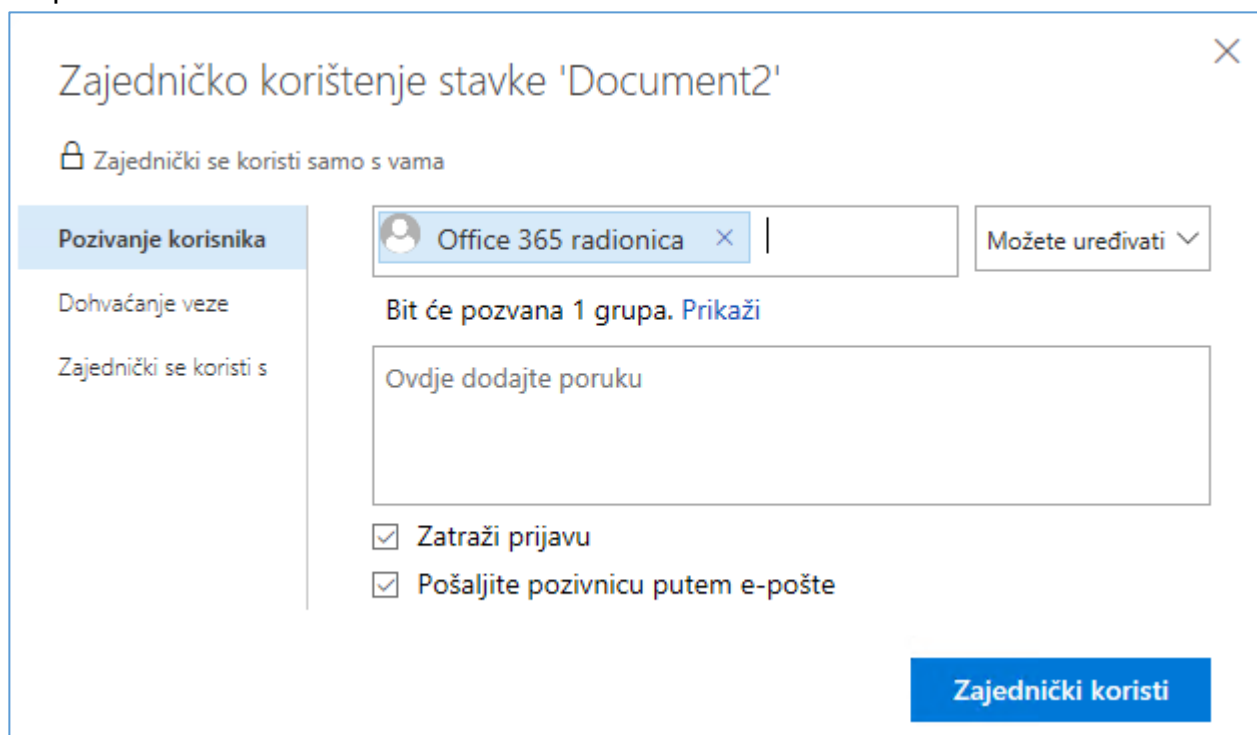 Zajedničko korištenje stavke 'Document2'
Zajednički se koristi samo s vama
Pozivanje korisnika
Dohvaćanje veze
Zajednički se koristi s
Office 365 radionica
Možete uređivati
Bit će pozvana 1 grupa. Prikaži
Ovdje dodajte poruku
Zatraži prijavu
Pošaljite pozivnicu putem e-pošte
Zajednički koristi